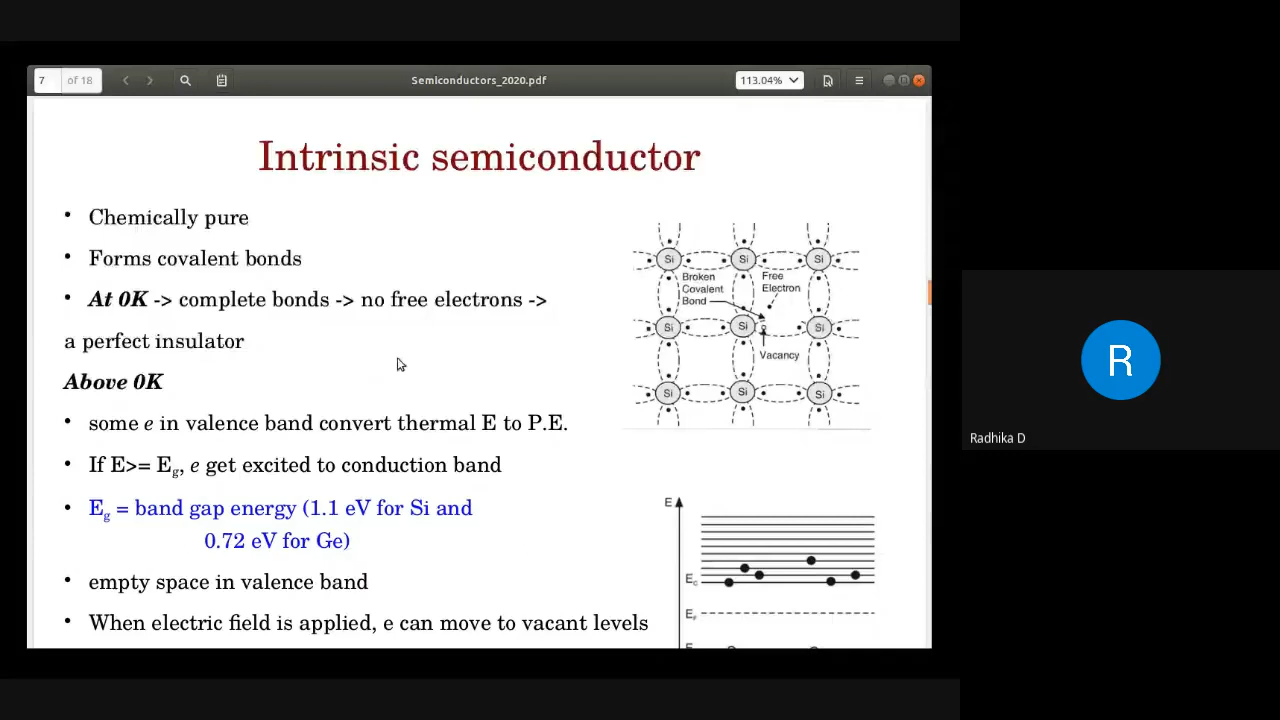 7 of 18
Semiconductors_2020.pdf
113.04%
Intrinsic semiconductor
• Chemically pure
• Forms covalent bonds
• At 0K -> complete bonds -> no free electrons ->
a perfect insulator
Above 0K
• some e in valence band convert thermal E to P.E.
• If E>= Eg, e get excited to conduction band
• Eg = band gap energy (1.1 eV for Si and
0.72 eV for Ge)
• empty space in valence band
• When electric field is applied, e can move to vacant levels
Si Si Si
Broken
Covalent
Bond
Free
Electron
Si Si Si
Vacancy
Si Si Si
E
Ec
E
R
Radhika D